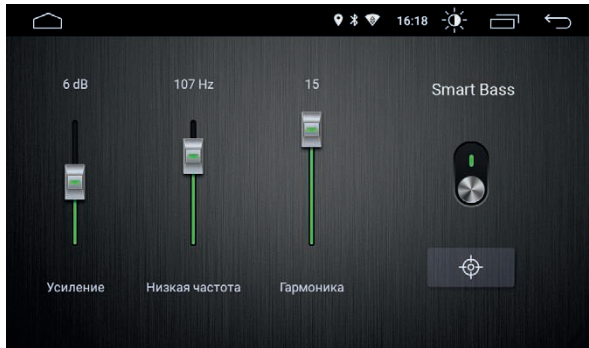 16:18
6 dB
107 Hz
15
Smart Bass
Усиление
Низкая частота
Гармоника